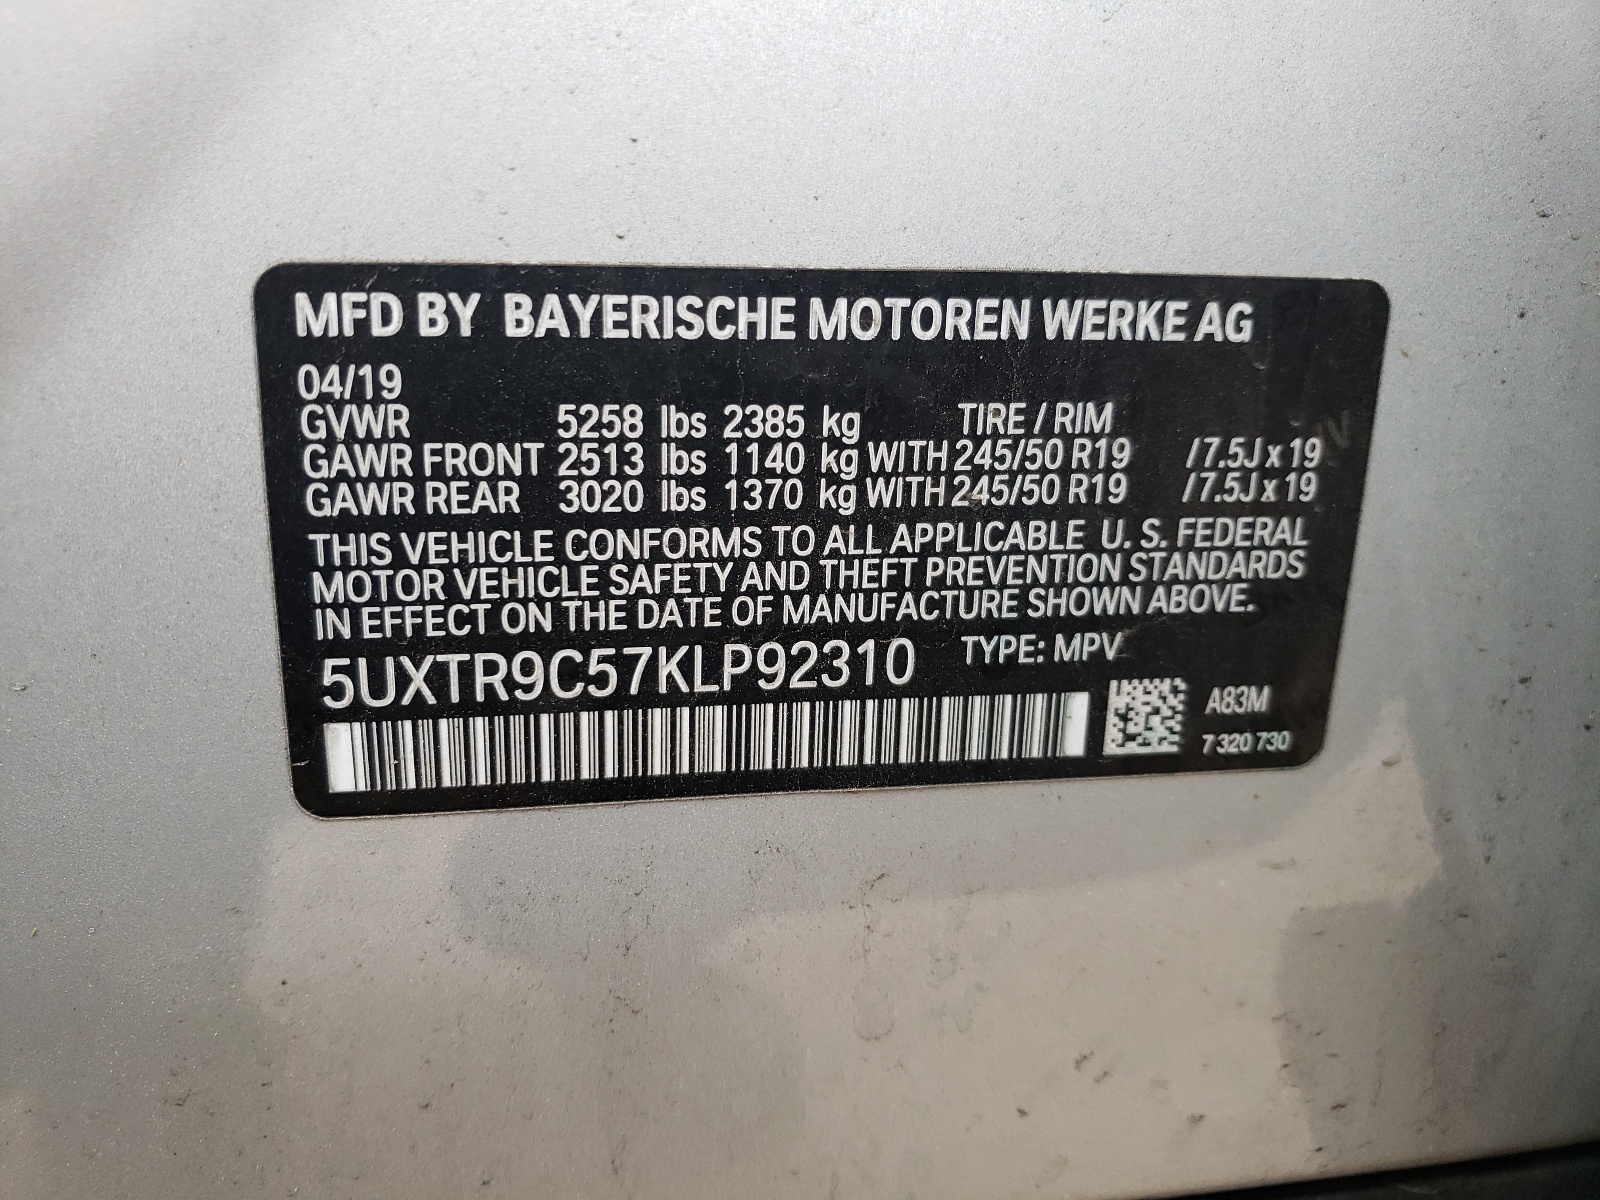 MFD BY BAYERISCHE MOTOREN WERKE AG
04/19
GVWR 5258 lbs 2385 kg TIRE / RIM
GAWR FRONT 2513 lbs 1140 kg WITH 245/50 R19 /7.5J x 19
GAWR REAR 3020 lbs 1370 kg WITH 245/50 R19 /7.5J x 19
THIS VEHICLE CONFORMS TO ALL APPLICABLE U. S. FEDERAL
MOTOR VEHICLE SAFETY AND THEFT PREVENTION STANDARDS
IN EFFECT ON THE DATE OF MANUFACTURE SHOWN ABOVE.
5UXTR9C57KLP92310 TYPE: MPV
A83M
7 320 730